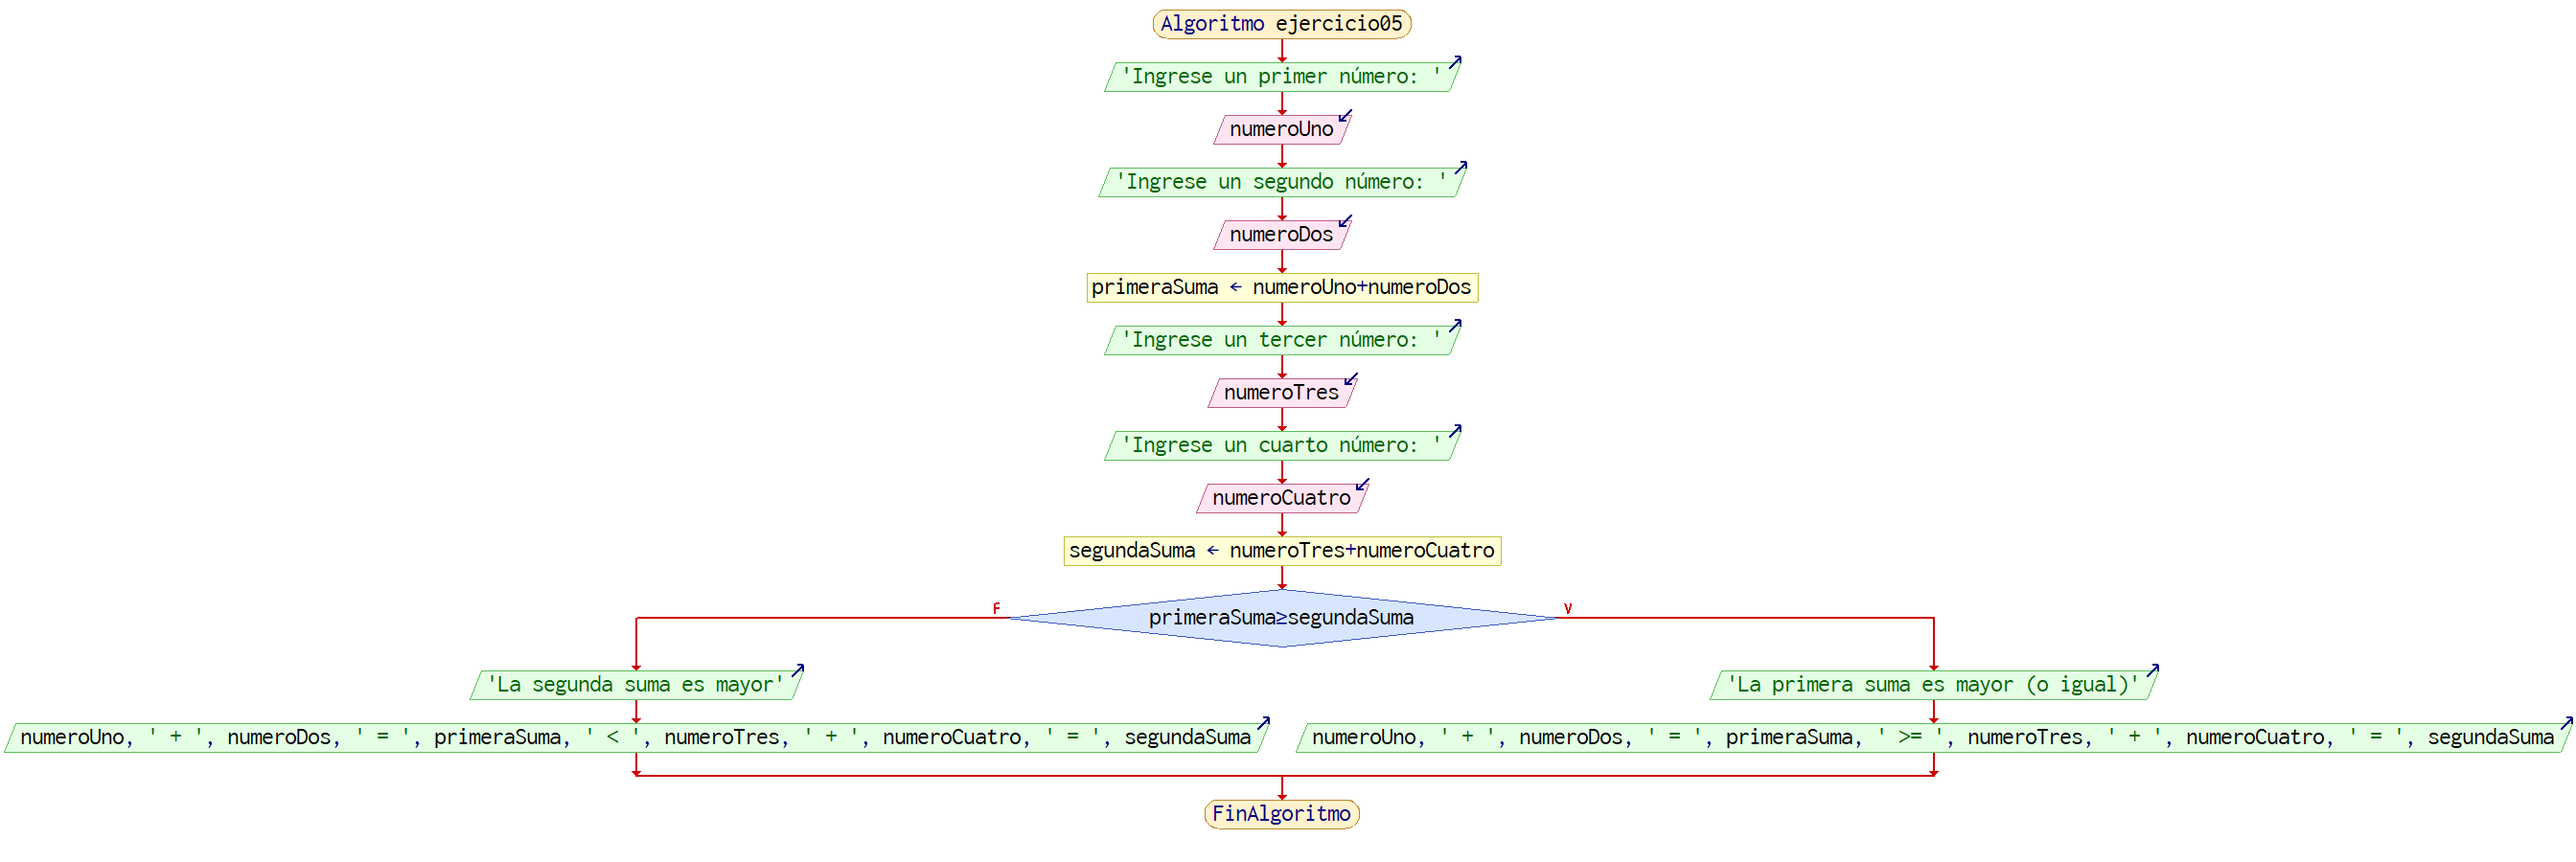 Algoritmo ejercicio05
'Ingrese un primer número: '
numeroUno
'Ingrese un segundo número: '
numeroDos
primeraSuma ← numeroUno+numeroDos
'Ingrese un tercer número: '
numeroTres
'Ingrese un cuarto número: '
numeroCuatro
segundaSuma ← numeroTres+numeroCuatro
F
V
primeraSuma≥segundaSuma
'La segunda suma es mayor'
'La primera suma es mayor (o igual)'
numeroUno, ' + ', numeroDos, ' = ', primeraSuma, ' < ', numeroTres, ' + ', numeroCuatro, ' = ', segundaSuma
numeroUno, ' + ', numeroDos, ' = ', primeraSuma, ' >= ', numeroTres, ' + ', numeroCuatro, ' = ', segundaSuma
FinAlgoritmo